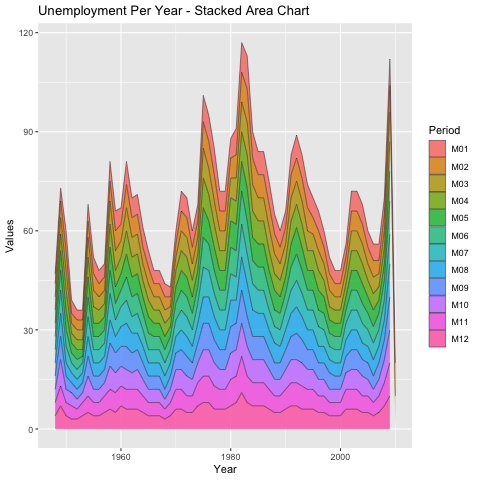 Unemployment Per Year - Stacked Area Chart
120
90
60
30
0
Values
1960
1980
2000
Year
Period
M01
M02
M03
M04
M05
M06
M07
M08
M09
M10
M11
M12